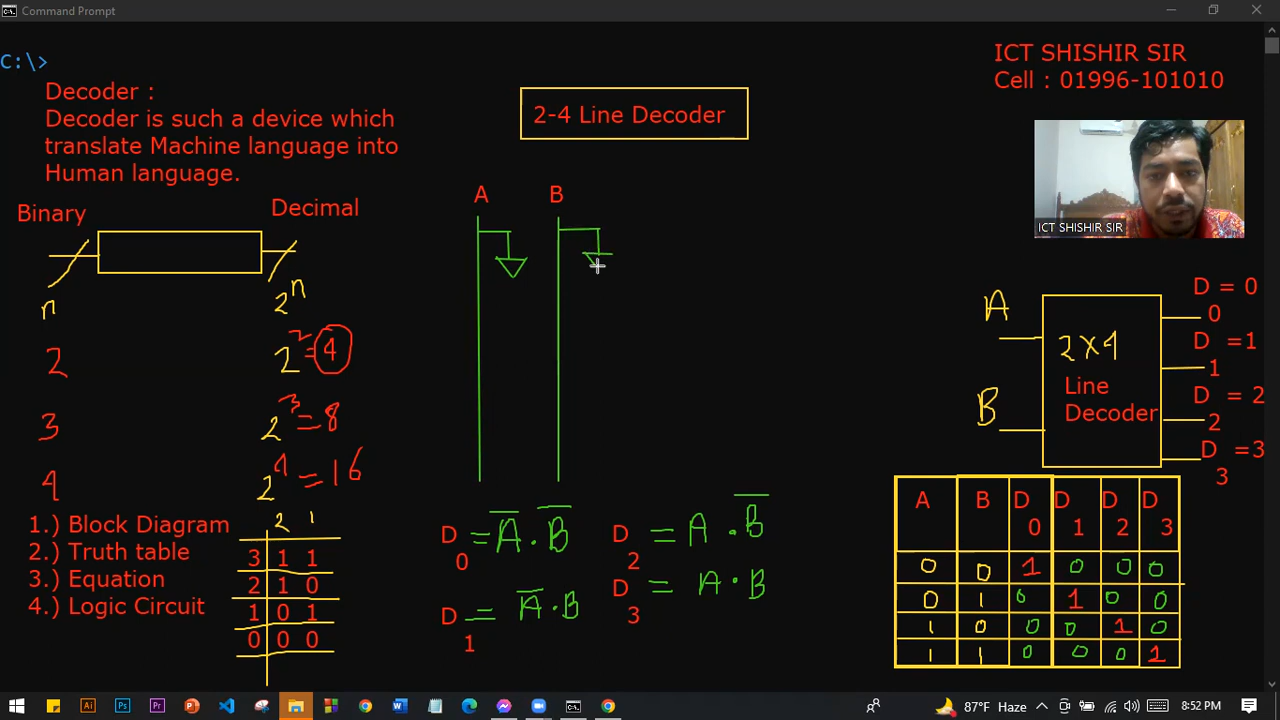 Command Prompt
C:\>
Decoder :
Decoder is such a device which
translate Machine language into
Human language.
2-4 Line Decoder
ICT SHISHIR SIR
Cell : 01996-101010
ICT SHISHIR SIR
Binary
Decimal
n
2^n
2
2^2 = 4
3
2^3 = 8
4
2^4 = 16
1.) Block Diagram
2.) Truth table
3.) Equation
4.) Logic Circuit
2 1
3 1 1
2 1 0
1 0 1
0 0 0
A B
D0 = A̅ . B̅
D1 = A̅ . B
D2 = A . B̅
D3 = A . B
A
B
2X4
Line
Decoder
D0 = 0
D1 = 1
D2 = 2
D3 = 3
A B D0 D1 D2 D3
0 0 1 0 0 0
0 1 0 1 0 0
1 0 0 0 1 0
1 1 0 0 0 1
87°F Haze
ENG
8:52 PM